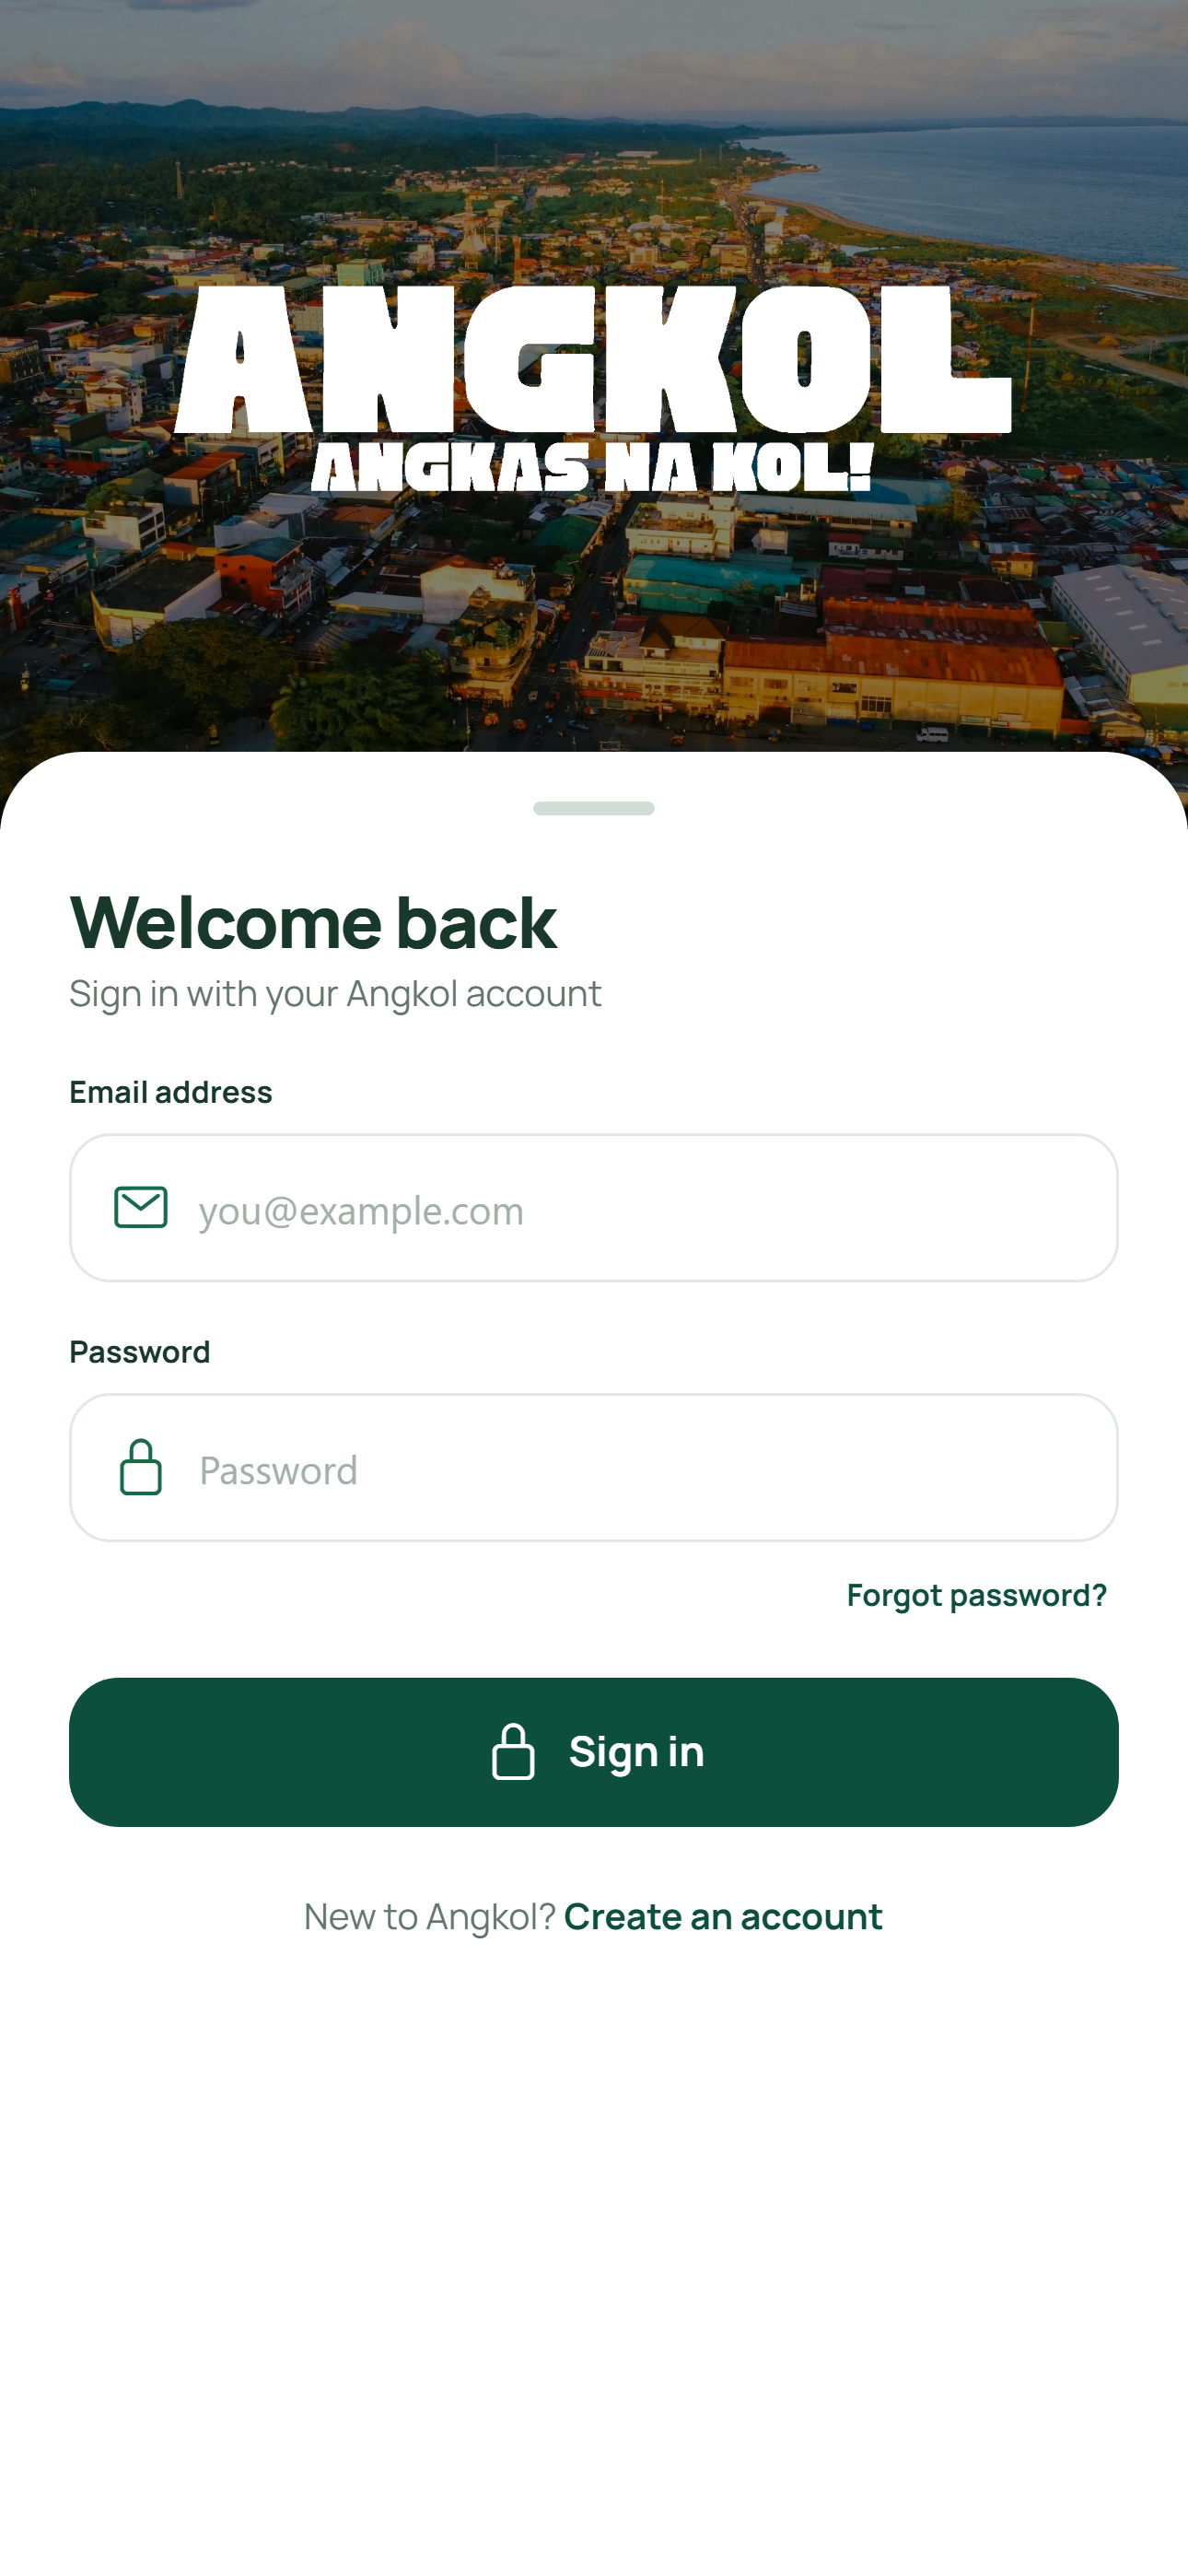 ANGKOL
ANGKAS NA KOL!
Welcome back
Sign in with your Angkol account
Email address
you@example.com
Password
Password
Forgot password?
Sign in
New to Angkol? Create an account